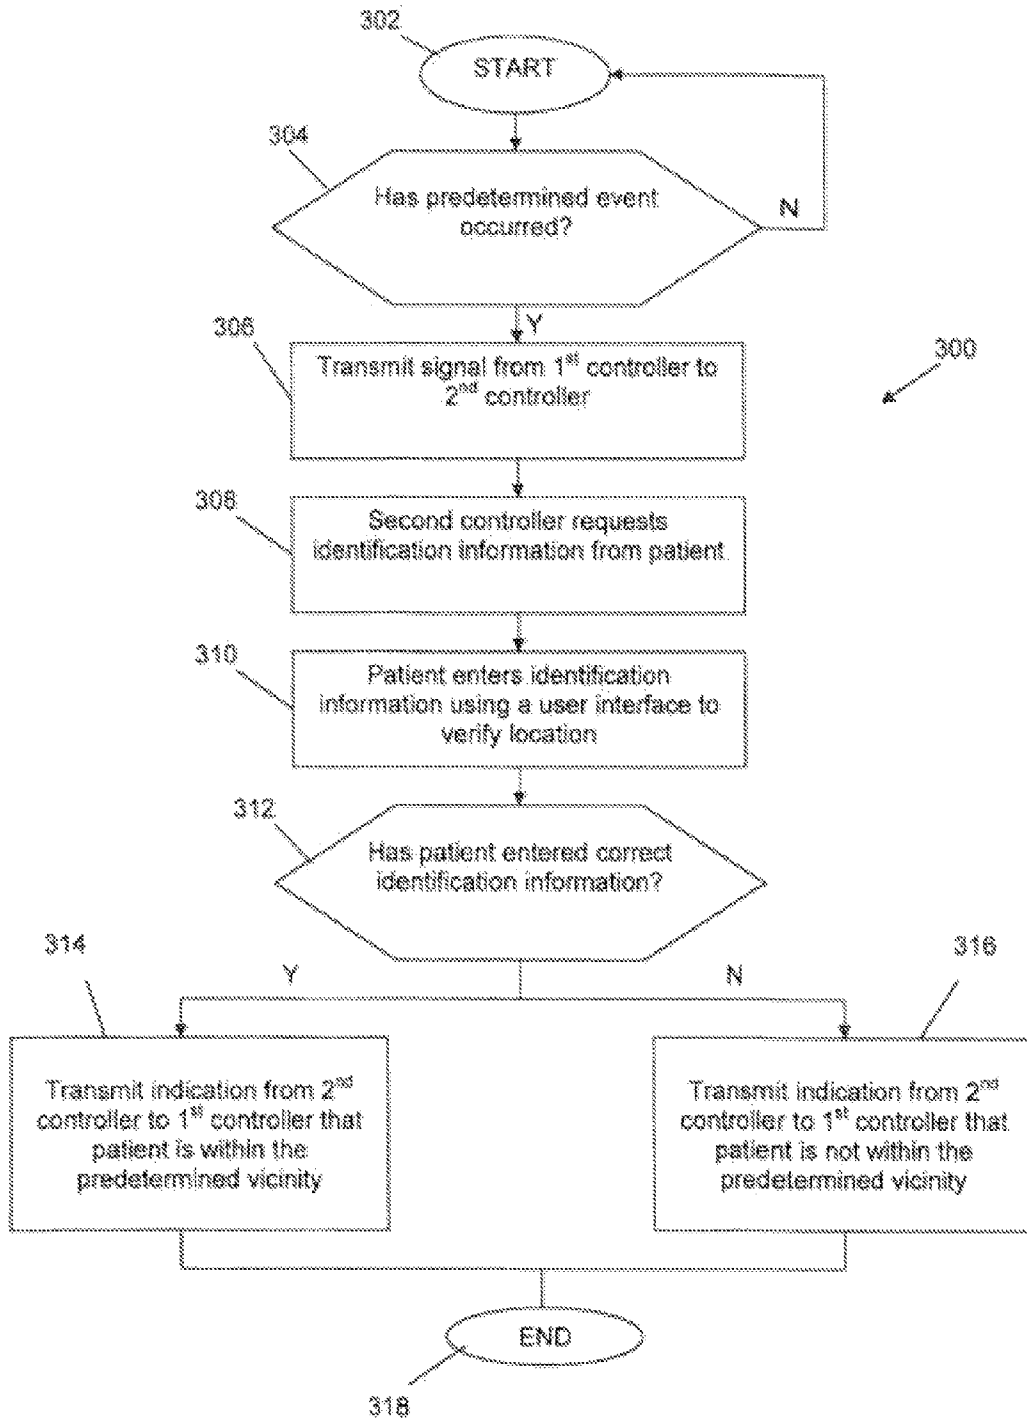 302
START
304
Has predetermined event
occurred?
N
Y
306
Transmit signal from 1st controller to
2nd controller
300
308
Second controller requests
identification information from patient
310
Patient enters identification
information using a user interface to
verify location
312
Has patient entered correct
identification information?
314
Y
N
316
Transmit indication from 2nd
controller to 1st controller that
patient is within the
predetermined vicinity
Transmit indication from 2nd
controller to 1st controller that
patient is not within the
predetermined vicinity
END
318